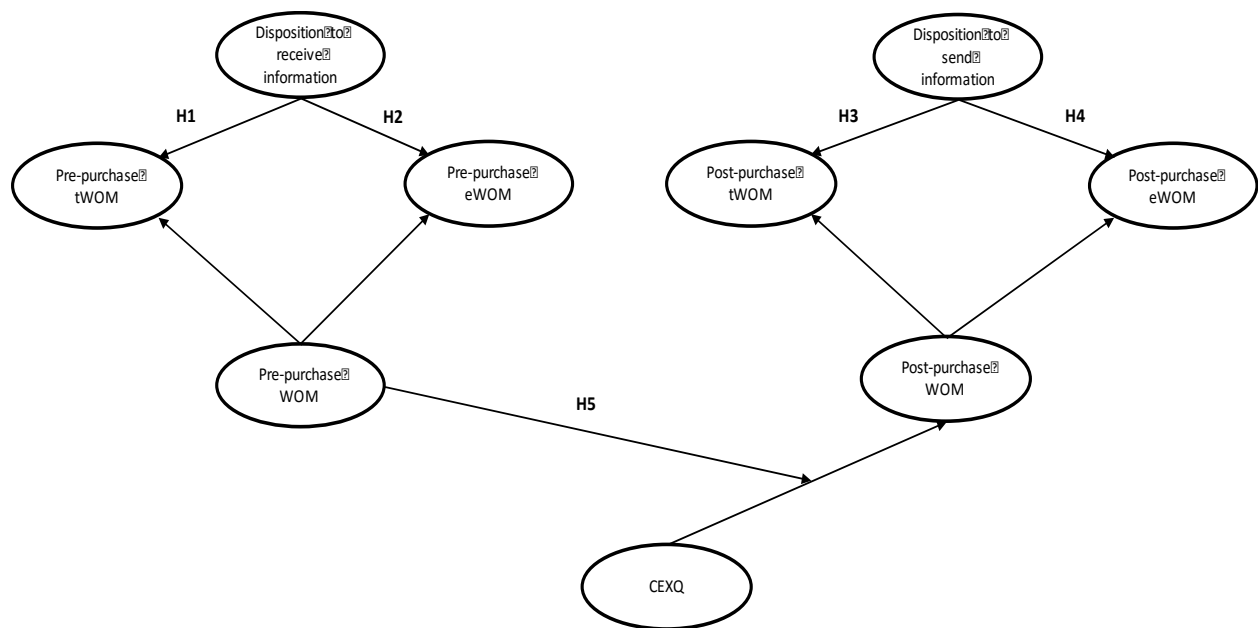 Disposition⍰to⍰
receive⍰
information
Disposition⍰to⍰
send⍰
information
H1
H2
H3
H4
Pre-purchase⍰
tWOM
Pre-purchase⍰
eWOM
Post-purchase⍰
tWOM
Post-purchase⍰
eWOM
Pre-purchase⍰
WOM
Post-purchase⍰
WOM
H5
CEXQ